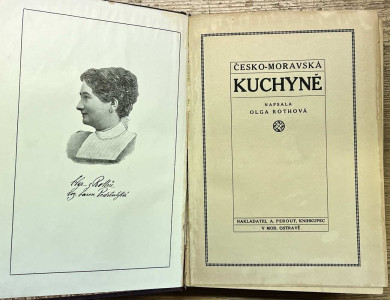 ČESKO-MORAVSKÁ
KUCHYNĚ
NAPSALA
OLGA ROTHOVÁ
NAKLADATEL A. PEROUT, KNIHKUPEC
V MOR. OSTRAVĚ